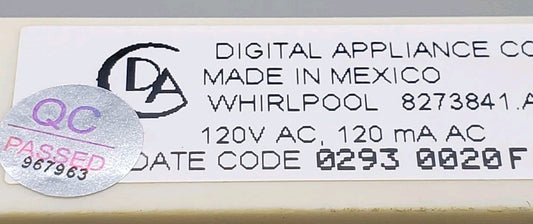 DIGITAL APPLIANCE CO
DA
MADE IN MEXICO
WHIRLPOOL 8273841.A
120V AC, 120 mA AC
DATE CODE 0293 0020F
QC
PASSED
967963